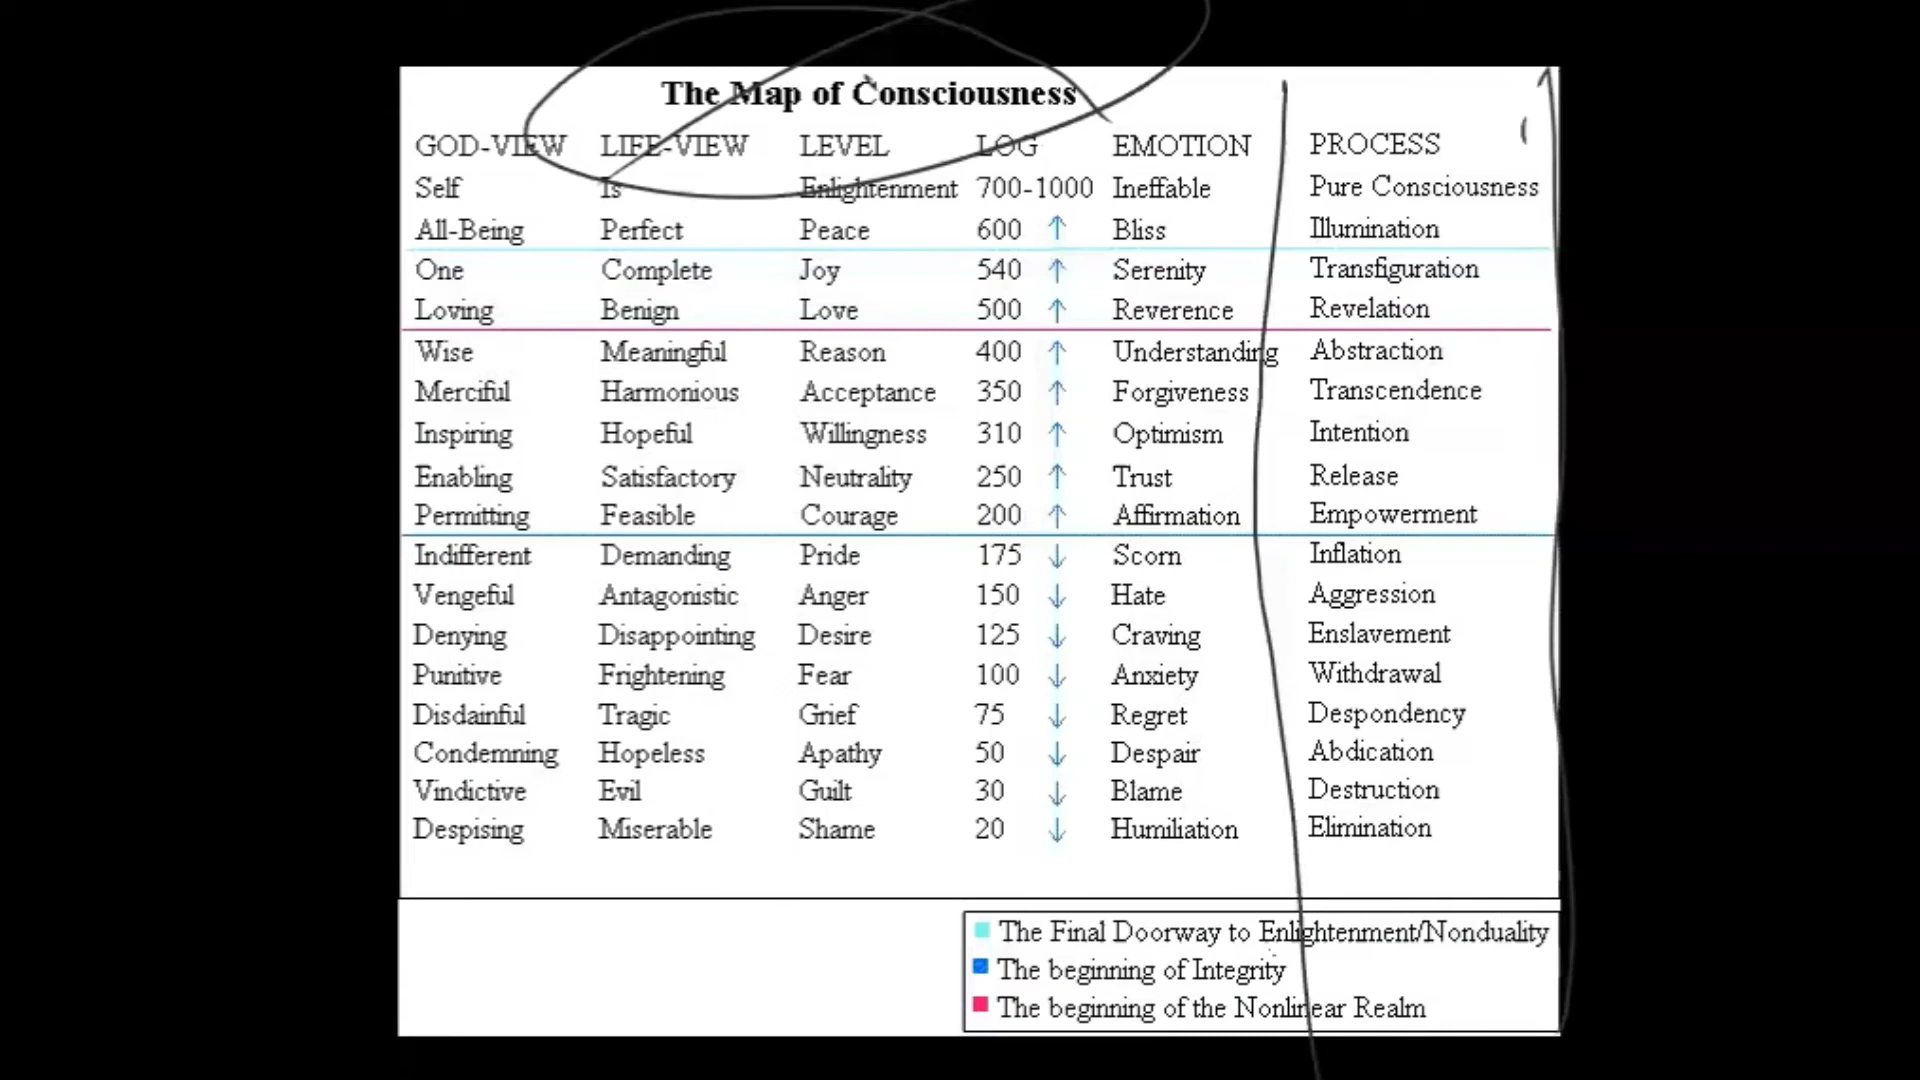 The Map of Consciousness
GOD-VIEW LIFE-VIEW LEVEL LOG EMOTION PROCESS
Self Is Enlightenment 700-1000 Ineffable Pure Consciousness
All-Being Perfect Peace 600 ↑ Bliss Illumination
One Complete Joy 540 ↑ Serenity Transfiguration
Loving Benign Love 500 ↑ Reverence Revelation
Wise Meaningful Reason 400 ↑ Understanding Abstraction
Merciful Harmonious Acceptance 350 ↑ Forgiveness Transcendence
Inspiring Hopeful Willingness 310 ↑ Optimism Intention
Enabling Satisfactory Neutrality 250 ↑ Trust Release
Permitting Feasible Courage 200 ↑ Affirmation Empowerment
Indifferent Demanding Pride 175 ↓ Scorn Inflation
Vengeful Antagonistic Anger 150 ↓ Hate Aggression
Denying Disappointing Desire 125 ↓ Craving Enslavement
Punitive Frightening Fear 100 ↓ Anxiety Withdrawal
Disdainful Tragic Grief 75 ↓ Regret Despondency
Condemning Hopeless Apathy 50 ↓ Despair Abdication
Vindictive Evil Guilt 30 ↓ Blame Destruction
Despising Miserable Shame 20 ↓ Humiliation Elimination
The Final Doorway to Enlightenment/Nonduality
The beginning of Integrity
The beginning of the Nonlinear Realm